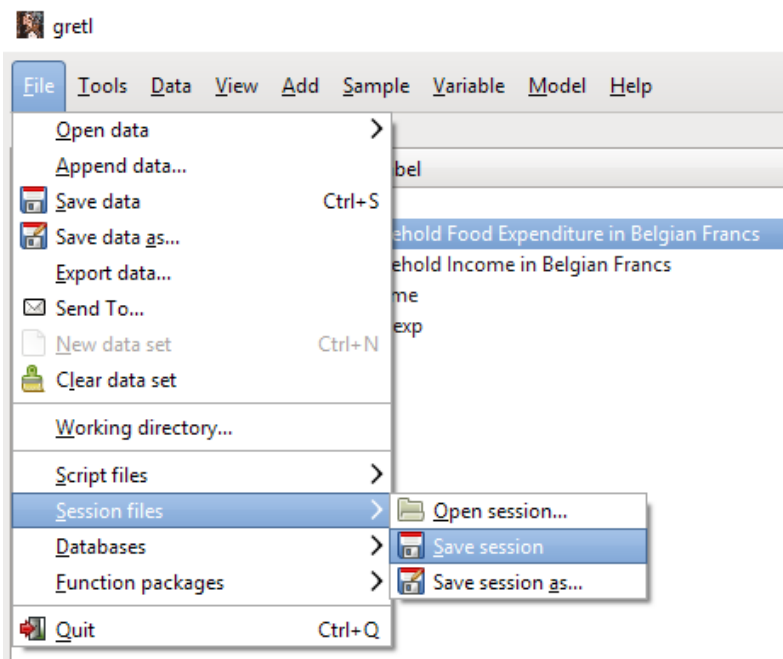 gretl
File Tools Data View Add Sample Variable Model Help
Open data
Append data...
bel
Save data Ctrl+S
Save data as...
ehold Food Expenditure in Belgian Francs
Export data...
ehold Income in Belgian Francs
Send To...
me
New data set Ctrl+N
exp
Clear data set
Working directory...
Script files
Session files
Open session...
Databases
Save session
Function packages
Save session as...
Quit Ctrl+Q